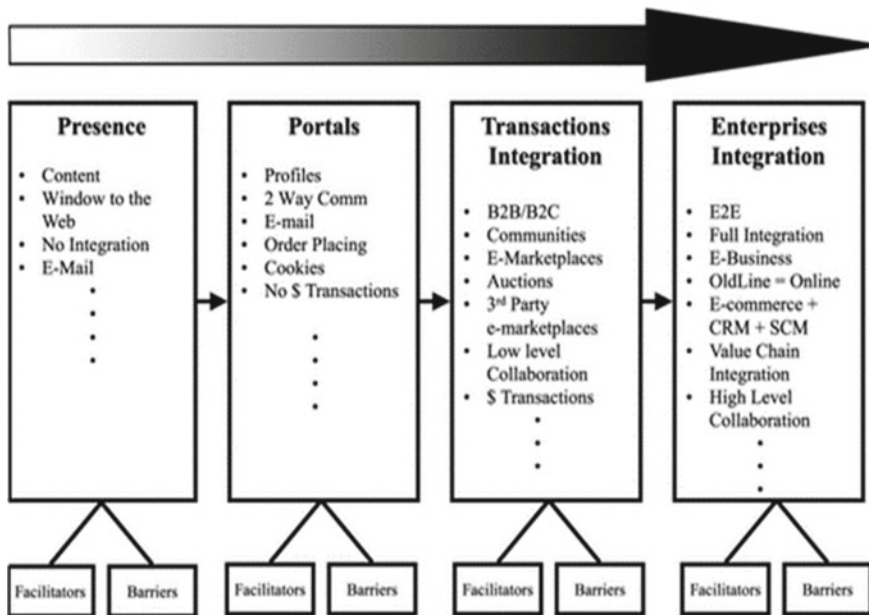 Presence
• Content
• Window to the
Web
• No Integration
• E-Mail
Portals
• Profiles
• 2 Way Comm
• E-mail
• Order Placing
• Cookies
• No $ Transactions
Transactions
Integration
• B2B/B2C
• Communities
• E-Marketplaces
• Auctions
• 3rd Party
e-marketplaces
• Low level
Collaboration
• $ Transactions
Enterprises
Integration
• E2E
• Full Integration
• E-Business
• OldLine = Online
• E-commerce +
CRM + SCM
• Value Chain
Integration
• High Level
Collaboration
Facilitators
Barriers
Facilitators
Barriers
Facilitators
Barriers
Facilitators
Barriers